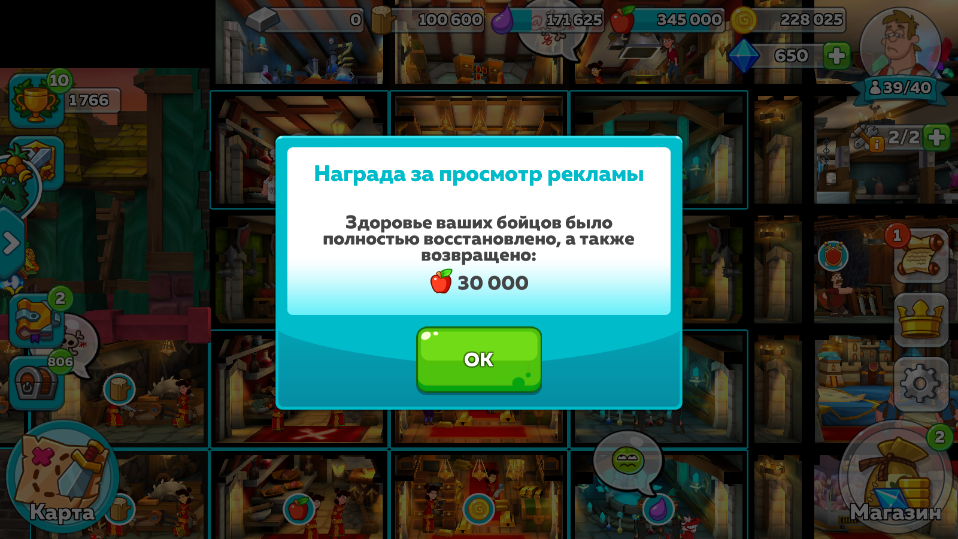 0
100 600
171 625
345 000
228 025
650
10
1766
39/40
2/2
Награда за просмотр рекламы
Здоровье ваших бойцов было
полностью восстановлено, а также
возвращено:
30 000
OK
1
2
806
2
Карта
Магазин